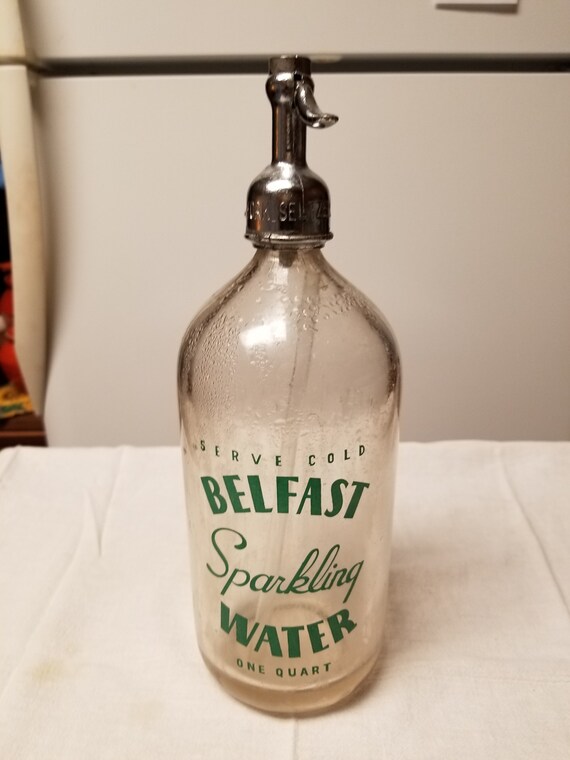 SERVE COLD
BELFAST
Sparkling
WATER
ONE QUART